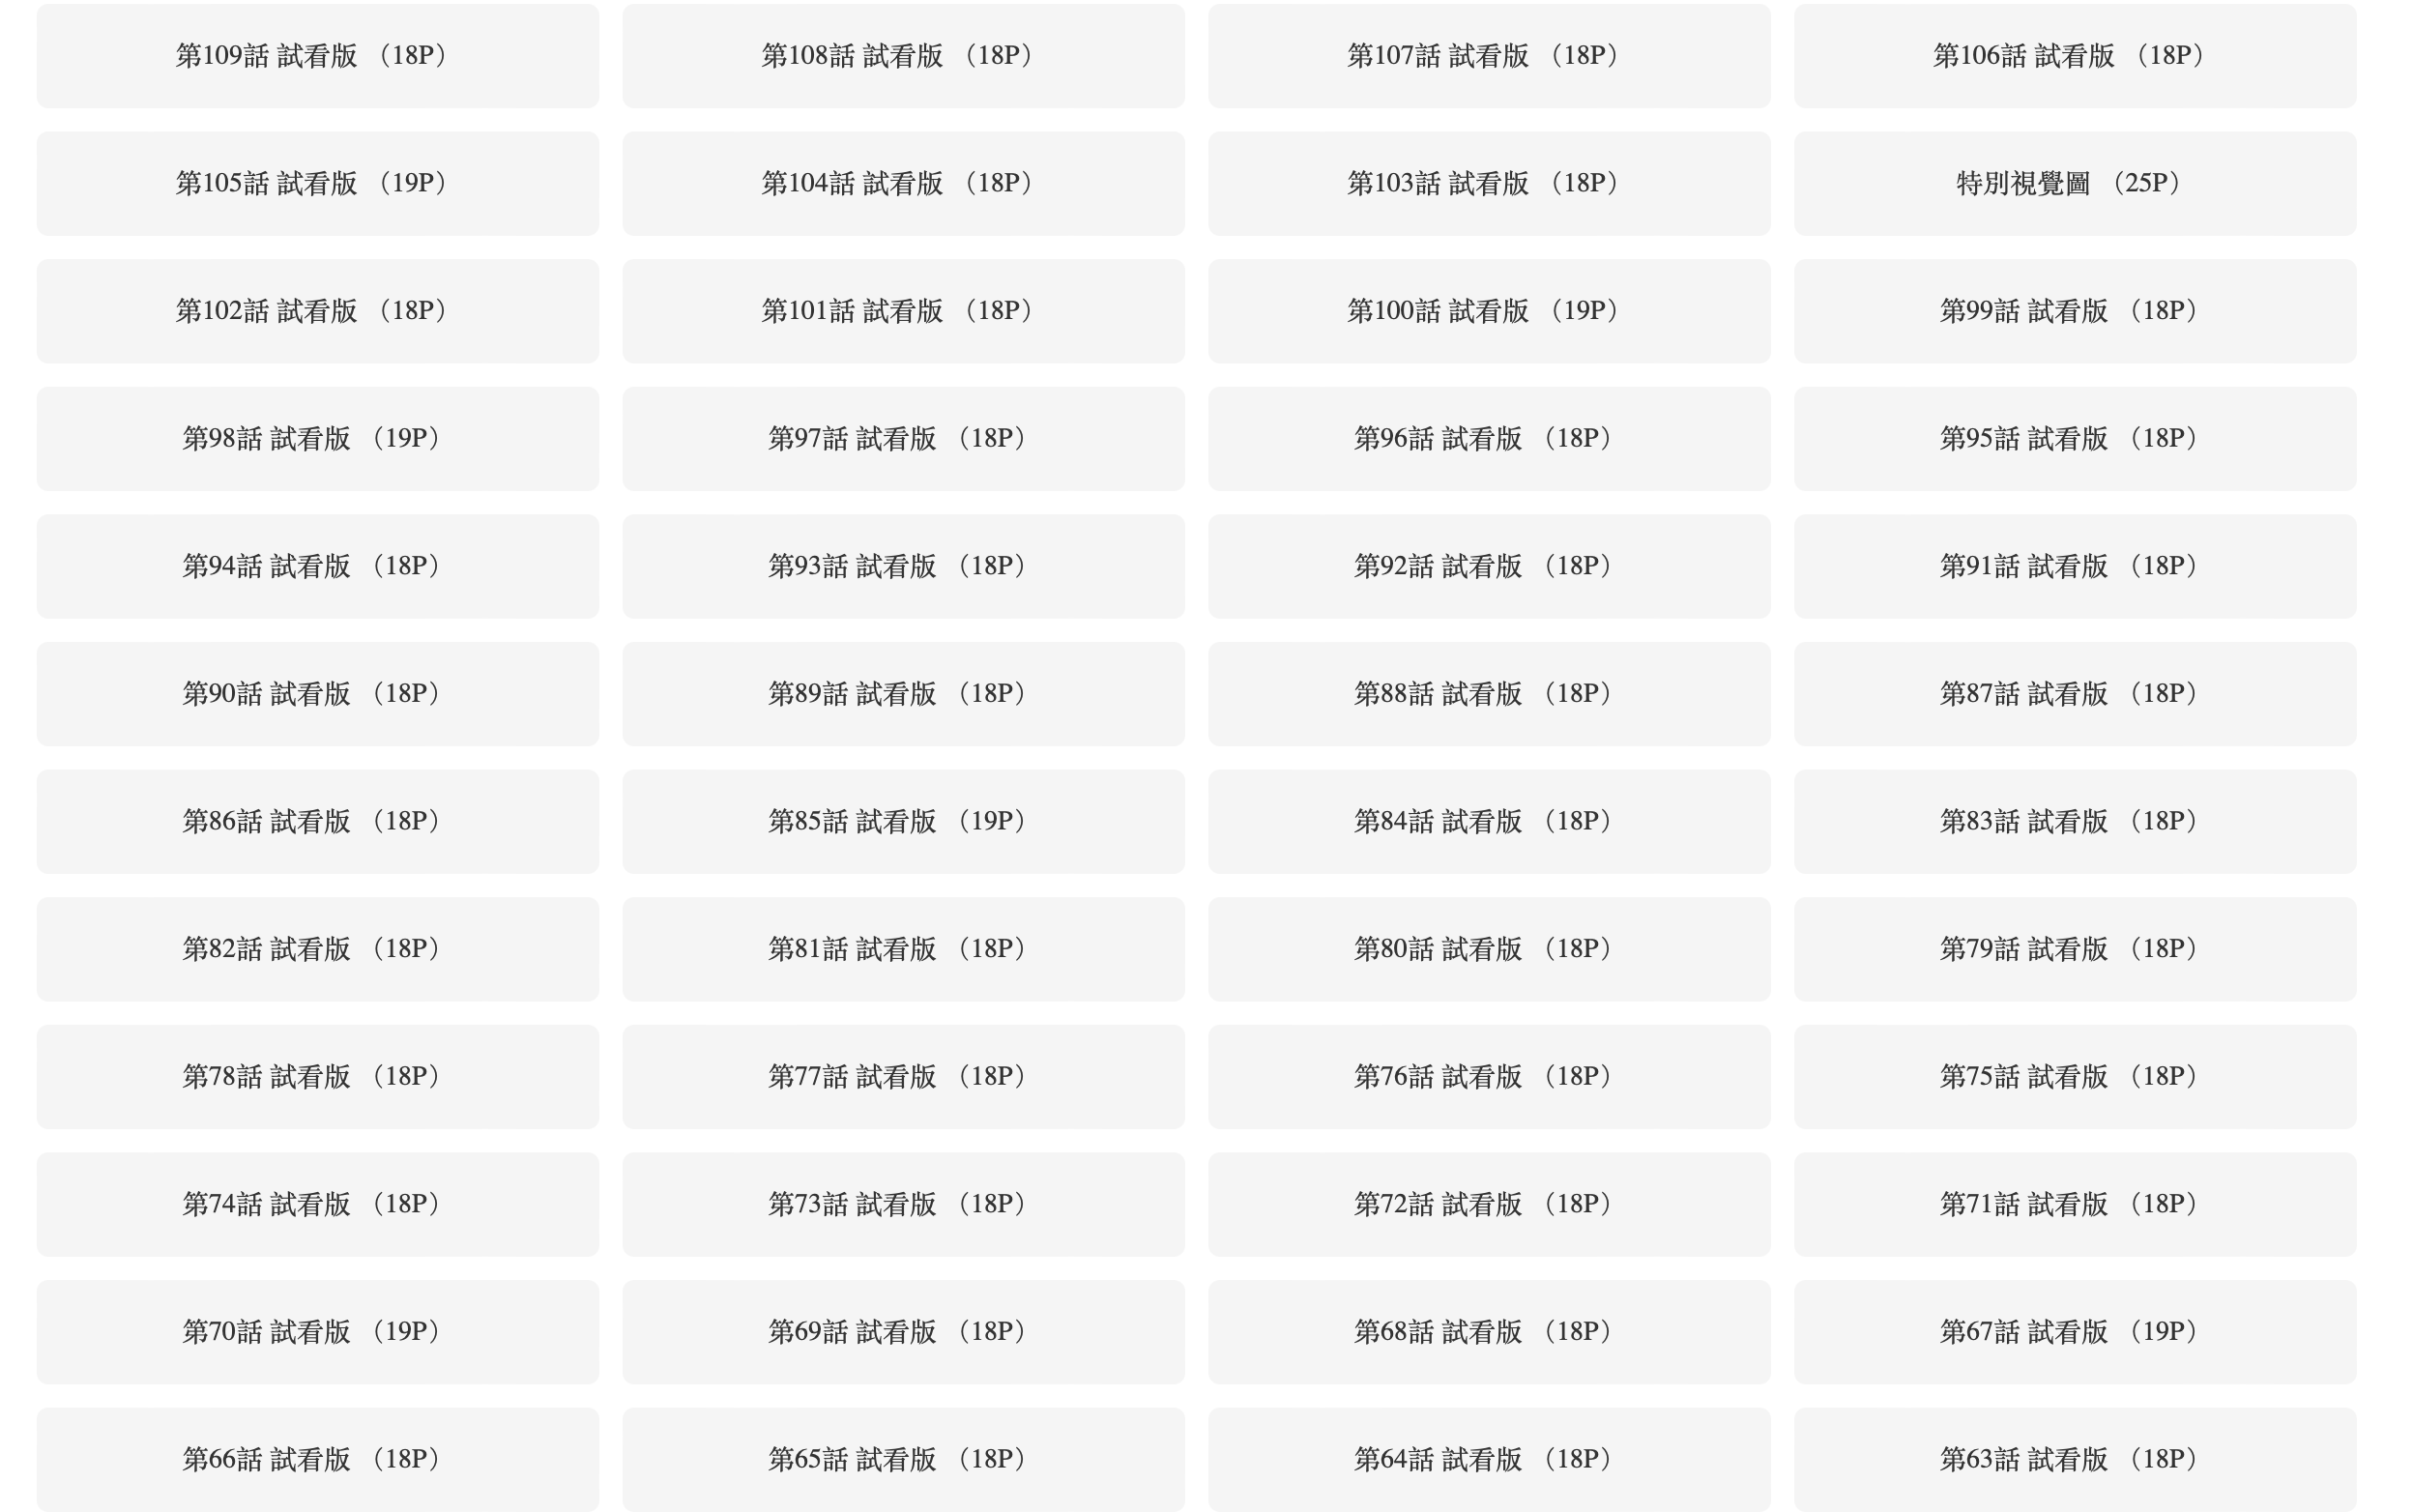 第109話 試看版 （18P）
第108話 試看版 （18P）
第107話 試看版 （18P）
第106話 試看版 （18P）
第105話 試看版 （19P）
第104話 試看版 （18P）
第103話 試看版 （18P）
特別視覺圖 （25P）
第102話 試看版 （18P）
第101話 試看版 （18P）
第100話 試看版 （19P）
第99話 試看版 （18P）
第98話 試看版 （19P）
第97話 試看版 （18P）
第96話 試看版 （18P）
第95話 試看版 （18P）
第94話 試看版 （18P）
第93話 試看版 （18P）
第92話 試看版 （18P）
第91話 試看版 （18P）
第90話 試看版 （18P）
第89話 試看版 （18P）
第88話 試看版 （18P）
第87話 試看版 （18P）
第86話 試看版 （18P）
第85話 試看版 （19P）
第84話 試看版 （18P）
第83話 試看版 （18P）
第82話 試看版 （18P）
第81話 試看版 （18P）
第80話 試看版 （18P）
第79話 試看版 （18P）
第78話 試看版 （18P）
第77話 試看版 （18P）
第76話 試看版 （18P）
第75話 試看版 （18P）
第74話 試看版 （18P）
第73話 試看版 （18P）
第72話 試看版 （18P）
第71話 試看版 （18P）
第70話 試看版 （19P）
第69話 試看版 （18P）
第68話 試看版 （18P）
第67話 試看版 （19P）
第66話 試看版 （18P）
第65話 試看版 （18P）
第64話 試看版 （18P）
第63話 試看版 （18P）